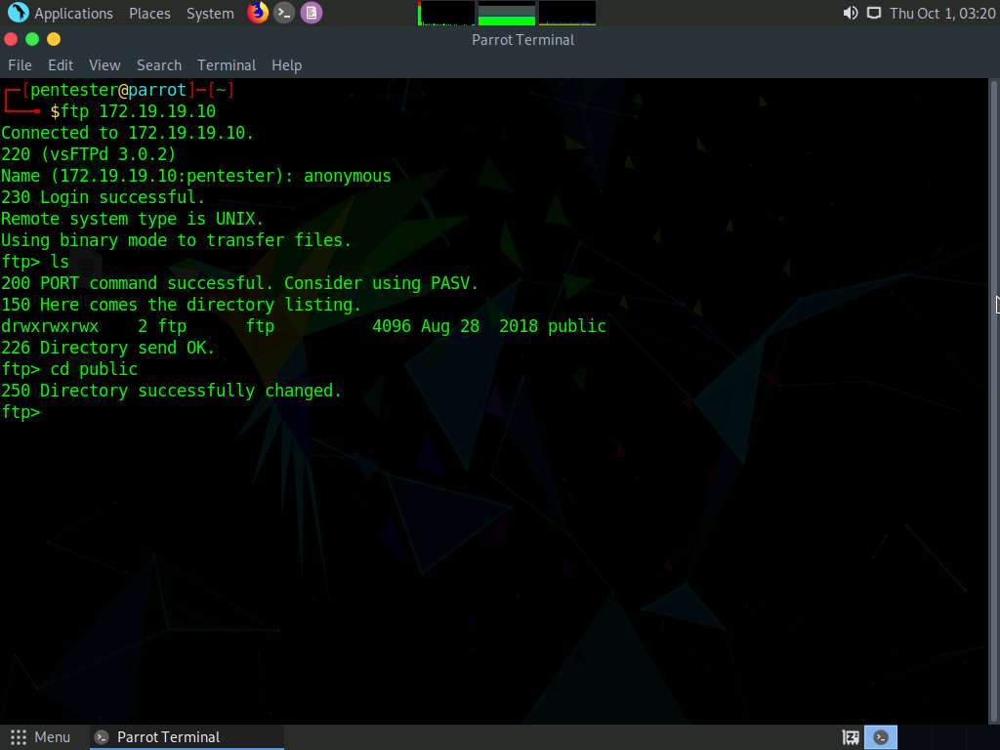 Applications Places System Thu Oct 1, 03:20
Parrot Terminal
File Edit View Search Terminal Help
┌─[pentester@parrot]─[~]
└──╼ $ftp 172.19.19.10
Connected to 172.19.19.10.
220 (vsFTPd 3.0.2)
Name (172.19.19.10:pentester): anonymous
230 Login successful.
Remote system type is UNIX.
Using binary mode to transfer files.
ftp> ls
200 PORT command successful. Consider using PASV.
150 Here comes the directory listing.
drwxrwxrwx    2 ftp      ftp          4096 Aug 28  2018 public
226 Directory send OK.
ftp> cd public
250 Directory successfully changed.
ftp>
Menu Parrot Terminal